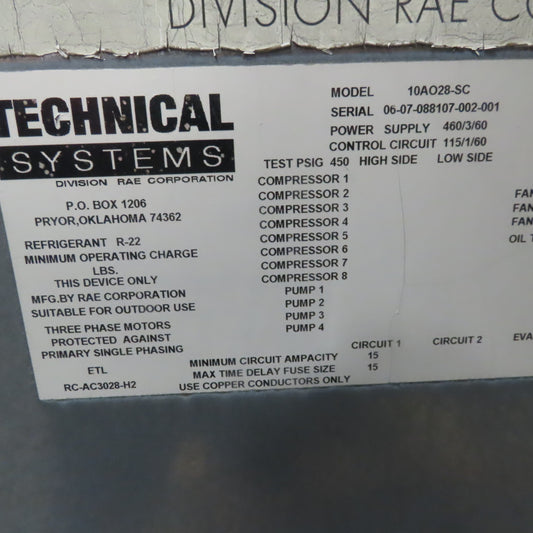 DIVISION RAE CO
TECHNICAL
SYSTEMS
DIVISION RAE CORPORATION
P.O. BOX 1206
PRYOR,OKLAHOMA 74362
REFRIGERANT R-22
MINIMUM OPERATING CHARGE
LBS.
THIS DEVICE ONLY
MFG.BY RAE CORPORATION
SUITABLE FOR OUTDOOR USE
THREE PHASE MOTORS
PROTECTED AGAINST
PRIMARY SINGLE PHASING
ETL
RC-AC3028-H2
MODEL 10AO28-SC
SERIAL 06-07-088107-002-001
POWER SUPPLY 460/3/60
CONTROL CIRCUIT 115/1/60
TEST PSIG 450 HIGH SIDE LOW SIDE
COMPRESSOR 1
COMPRESSOR 2
COMPRESSOR 3
COMPRESSOR 4
COMPRESSOR 5
COMPRESSOR 6
COMPRESSOR 7
COMPRESSOR 8
PUMP 1
PUMP 2
PUMP 3
PUMP 4
FAN
FAN
FAN
OIL T
CIRCUIT 1 CIRCUIT 2 EVA
MINIMUM CIRCUIT AMPACITY 15
MAX TIME DELAY FUSE SIZE 15
USE COPPER CONDUCTORS ONLY